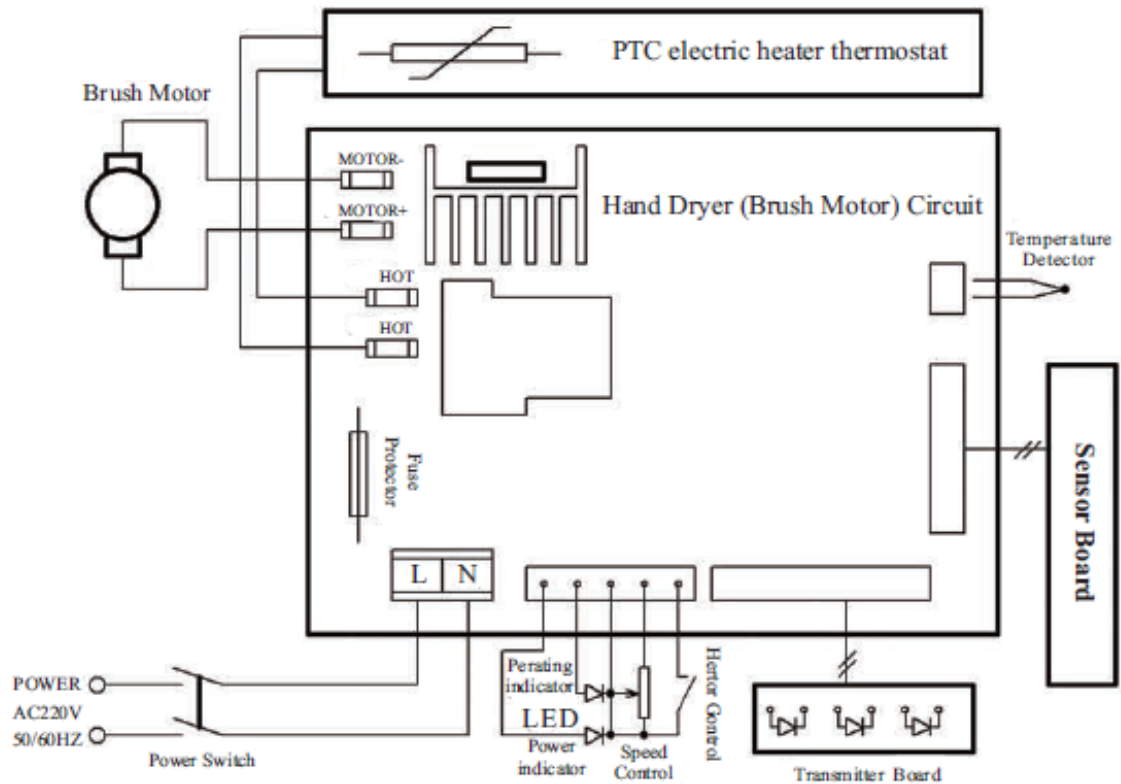 PTC electric heater thermostat
Brush Motor
MOTOR-
MOTOR+
Hand Dryer (Brush Motor) Circuit
Temperature
Detector
HOT
HOT
Fuse
Protector
Sensor Board
L N
POWER
AC220V
50/60HZ
Power Switch
Perating
indicator
LED
Power
indicator
Speed
Control
Hertor Gontrol
Transmitter Board